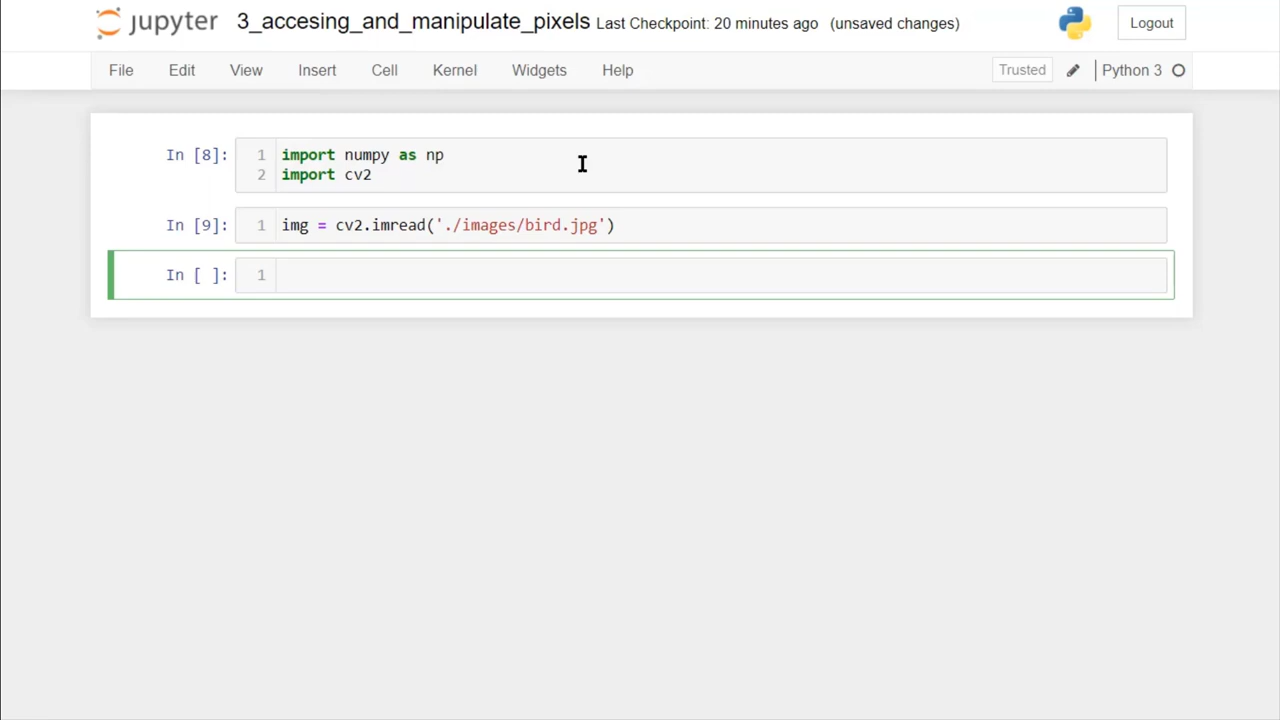 jupyter 3_accesing_and_manipulate_pixels Last Checkpoint: 20 minutes ago (unsaved changes) Logout
File Edit View Insert Cell Kernel Widgets Help Trusted Python 3
In [8]: 1 import numpy as np
2 import cv2
In [9]: 1 img = cv2.imread('./images/bird.jpg')
In [ ]: 1